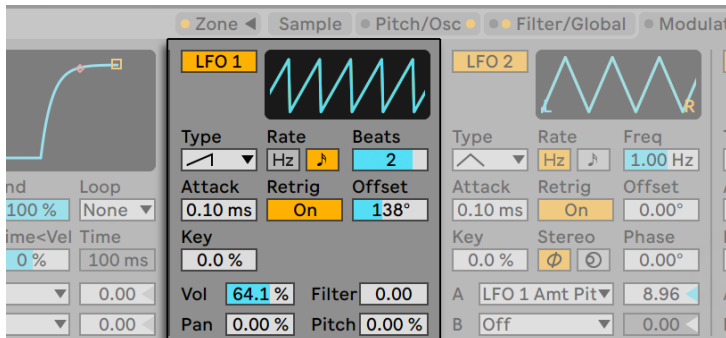 Zone Sample Pitch/Osc Filter/Global Modulat
LFO 1 LFO 2
L R
Type Rate Beats Type Rate Freq
Hz 2 Hz 1.00 Hz
nd Loop Attack Retrig Offset Attack Retrig Offset
100 % None 0.10 ms On 138° 0.10 ms On 0.00°
ime<Vel Time Key Key Stereo Phase
0 % 100 ms 0.0 % 0.0 % 0.00°
0.00 Vol 64.1 % Filter 0.00 A LFO 1 Amt Pit 8.96
0.00 Pan 0.00 % Pitch 0.00 % B Off 0.00